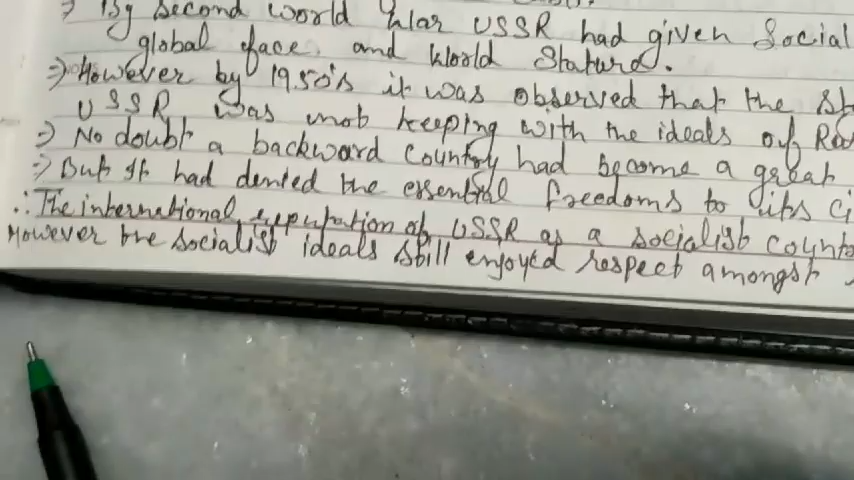 ⇒ By Second World War USSR had given Social
global face and World Stature.
⇒ However by 1950's it was observed that the
USSR was not keeping with the ideals of
⇒ No doubt a backward country had become a great
⇒ But It had denied the essential freedoms to its
∴ The international reputation of USSR as a socialist
However the socialist ideals still enjoyed respect amongst